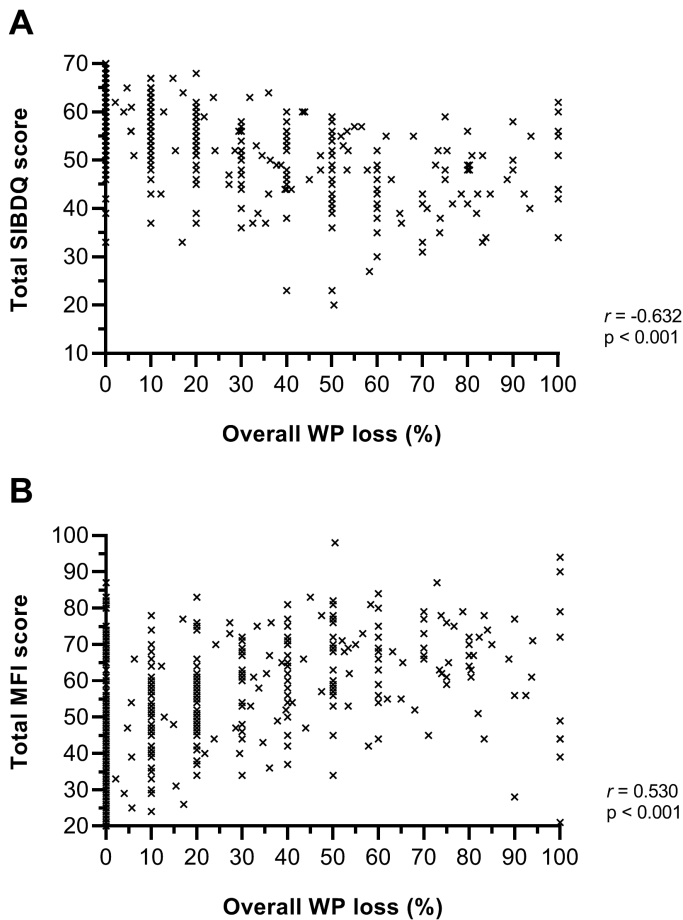 A
Total SIBDQ score
70
60
50
40
30
20
10
0 10 20 30 40 50 60 70 80 90 100
Overall WP loss (%)
r = -0.632
p < 0.001
B
Total MFI score
100
90
80
70
60
50
40
30
20
0 10 20 30 40 50 60 70 80 90 100
Overall WP loss (%)
r = 0.530
p < 0.001